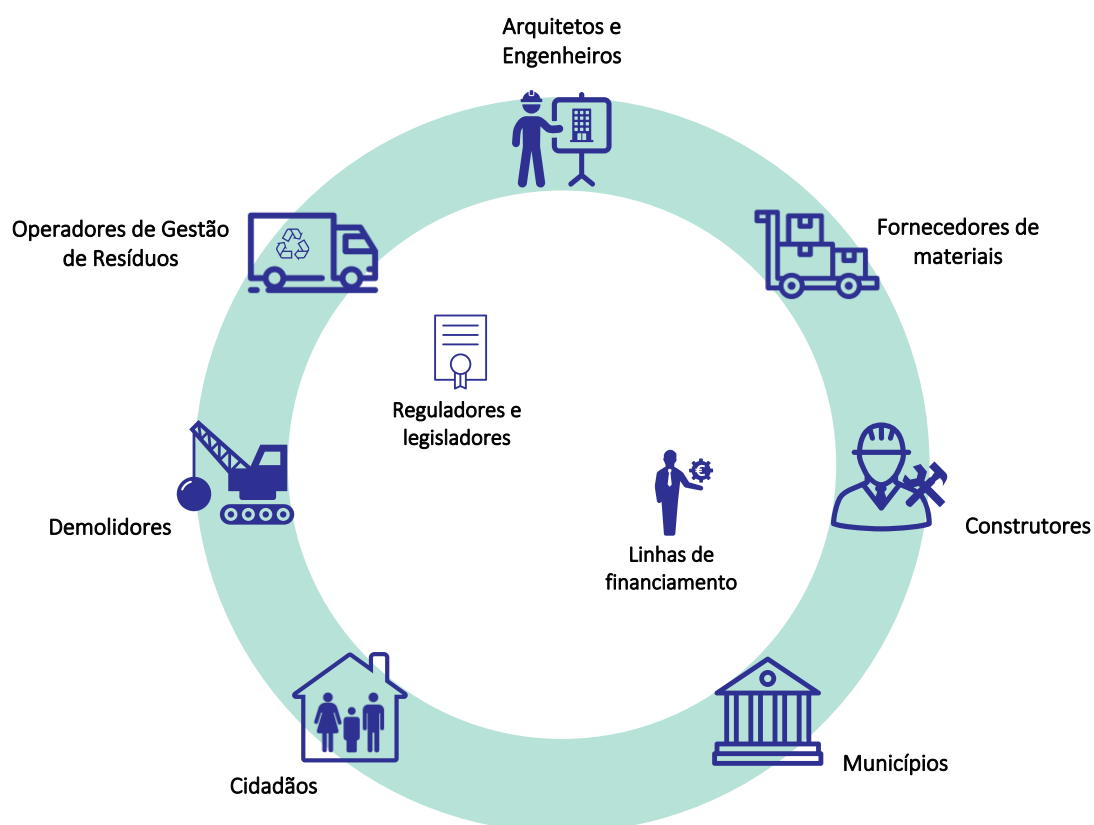 Arquitetos e
Engenheiros
Operadores de Gestão
de Resíduos
Fornecedores de
materiais
Reguladores e
legisladores
Demolidores
Construtores
Linhas de
financiamento
Cidadãos
Municípios